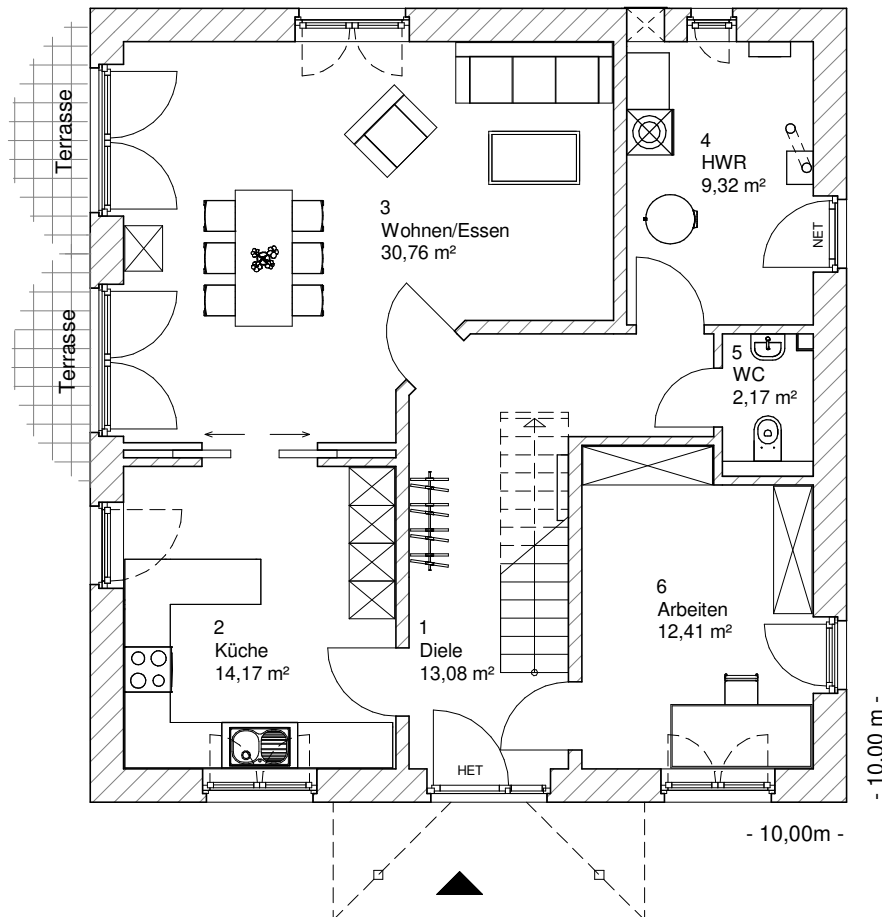 Terrasse
Terrasse
3
Wohnen/Essen
30,76 m²
4
HWR
9,32 m²
NET
5
WC
2,17 m²
2
Küche
14,17 m²
1
Diele
13,08 m²
6
Arbeiten
12,41 m²
HET
- 10,00m -
- 10,00 m -